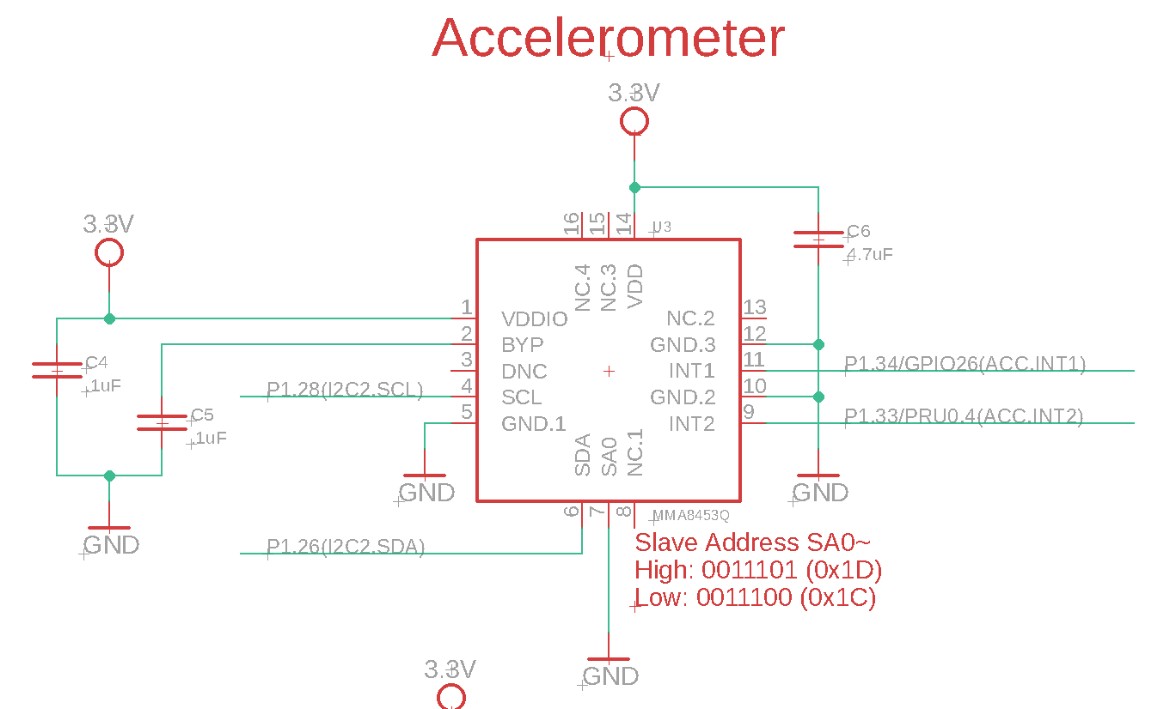 Accelerometer
3.3V
3.3V
16
15
14
U3
C6
4.7uF
NC.4
NC.3
VDD
1
VDDIO
NC.2
13
2
BYP
GND.3
12
C4
.1uF
3
DNC
INT1
11
P1.34/GPIO26(ACC.INT1)
P1.28(I2C2.SCL)
4
SCL
GND.2
10
C5
.1uF
5
GND.1
INT2
9
P1.33/PRU0.4(ACC.INT2)
SDA
SA0
NC.1
GND
GND
6
7
8
MMA8453Q
GND
P1.26(I2C2.SDA)
Slave Address SA0~
High: 0011101 (0x1D)
Low: 0011100 (0x1C)
3.3V
GND